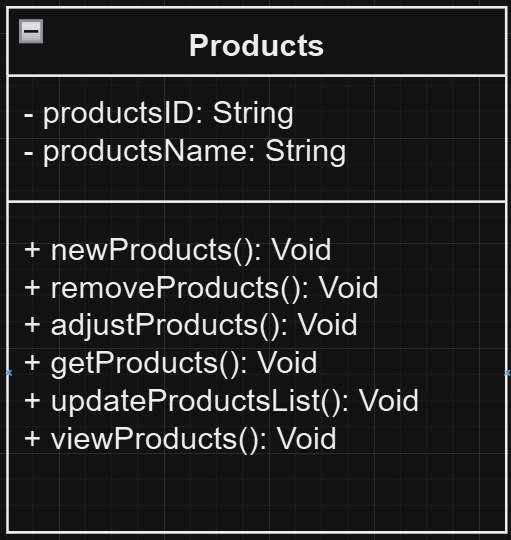 Products
- productsID: String
- productsName: String
+ newProducts(): Void
+ removeProducts(): Void
+ adjustProducts(): Void
+ getProducts(): Void
+ updateProductsList(): Void
+ viewProducts(): Void